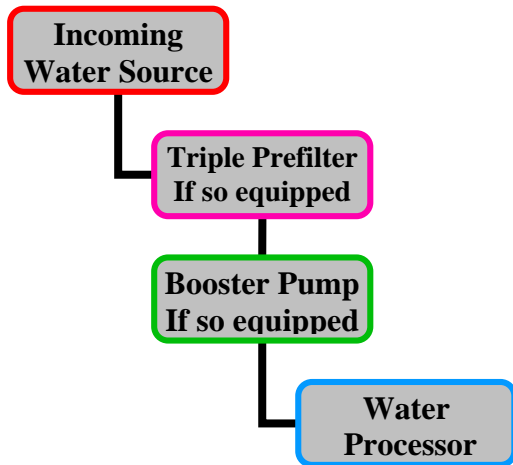 Incoming
Water Source
Triple Prefilter
If so equipped
Booster Pump
If so equipped
Water
Processor